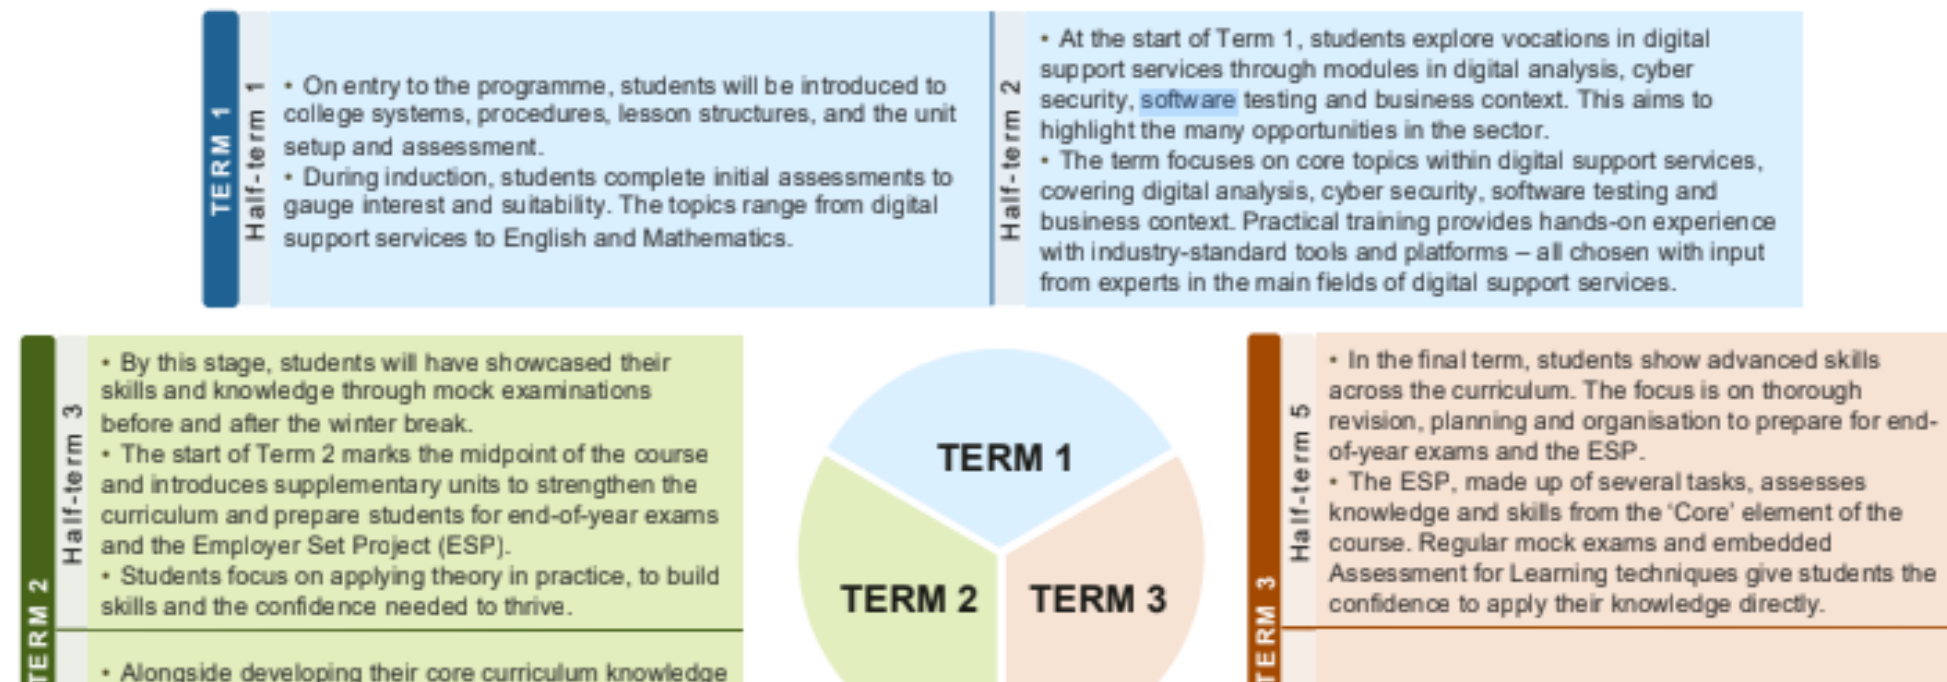 TERM 1
Half-term 1
• On entry to the programme, students will be introduced to
college systems, procedures, lesson structures, and the unit
setup and assessment.
• During induction, students complete initial assessments to
gauge interest and suitability. The topics range from digital
support services to English and Mathematics.
Half-term 2
• At the start of Term 1, students explore vocations in digital
support services through modules in digital analysis, cyber
security, software testing and business context. This aims to
highlight the many opportunities in the sector.
• The term focuses on core topics within digital support services,
covering digital analysis, cyber security, software testing and
business context. Practical training provides hands-on experience
with industry-standard tools and platforms – all chosen with input
from experts in the main fields of digital support services.
TERM 2
Half-term 3
• By this stage, students will have showcased their
skills and knowledge through mock examinations
before and after the winter break.
• The start of Term 2 marks the midpoint of the course
and introduces supplementary units to strengthen the
curriculum and prepare students for end-of-year exams
and the Employer Set Project (ESP).
• Students focus on applying theory in practice, to build
skills and the confidence needed to thrive.
• Alongside developing their core curriculum knowledge
TERM 1
TERM 2
TERM 3
TERM 3
Half-term 5
• In the final term, students show advanced skills
across the curriculum. The focus is on thorough
revision, planning and organisation to prepare for end-
of-year exams and the ESP.
• The ESP, made up of several tasks, assesses
knowledge and skills from the ‘Core’ element of the
course. Regular mock exams and embedded
Assessment for Learning techniques give students the
confidence to apply their knowledge directly.